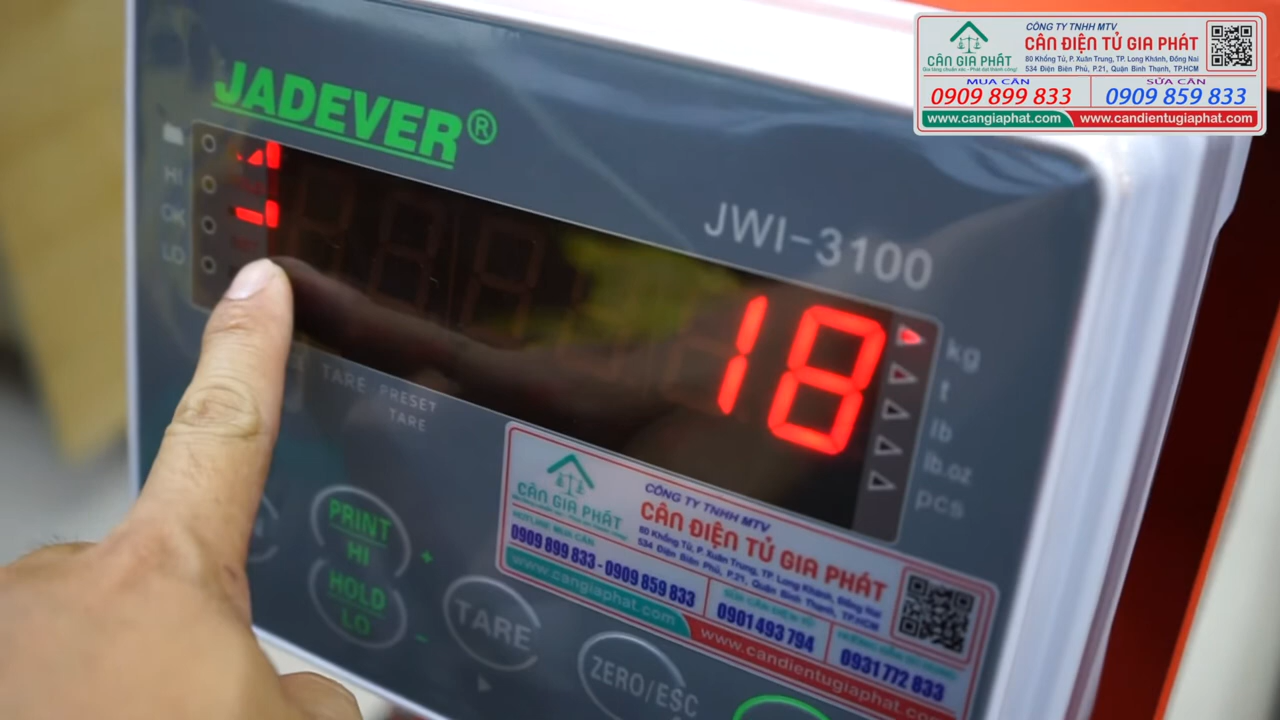 CÔNG TY TNHH MTV
CÂN ĐIỆN TỬ GIA PHÁT
CÂN GIA PHÁT
80 Khổng Tử, P. Xuân Trung, TP. Long Khánh, Đồng Nai
534 Điện Biên Phủ, P.21, Quận Bình Thạnh, TP.HCM
MUA CÂN
SỬA CÂN
0909 899 833
0909 859 833
www.cangiaphat.com
www.candientugiaphat.com
JADEVER®
JWI-3100
HI
OK
LO
18
kg
t
lb
lb.oz
pcs
TARE
PRESET
TARE
PRINT
HI
+
HOLD
LO
-
TARE
ZERO/ESC
CÔNG TY TNHH MTV
CÂN ĐIỆN TỬ GIA PHÁT
CÂN GIA PHÁT
80 Khổng Tử, P. Xuân Trung, TP. Long Khánh, Đồng Nai
534 Điện Biên Phủ, P.21, Quận Bình Thạnh, TP.HCM
HOTLINE MUA CÂN
0909 899 833 - 0909 859 833
0901 493 794
0931 772 833
www.cangiaphat.com
www.candientugiaphat.com